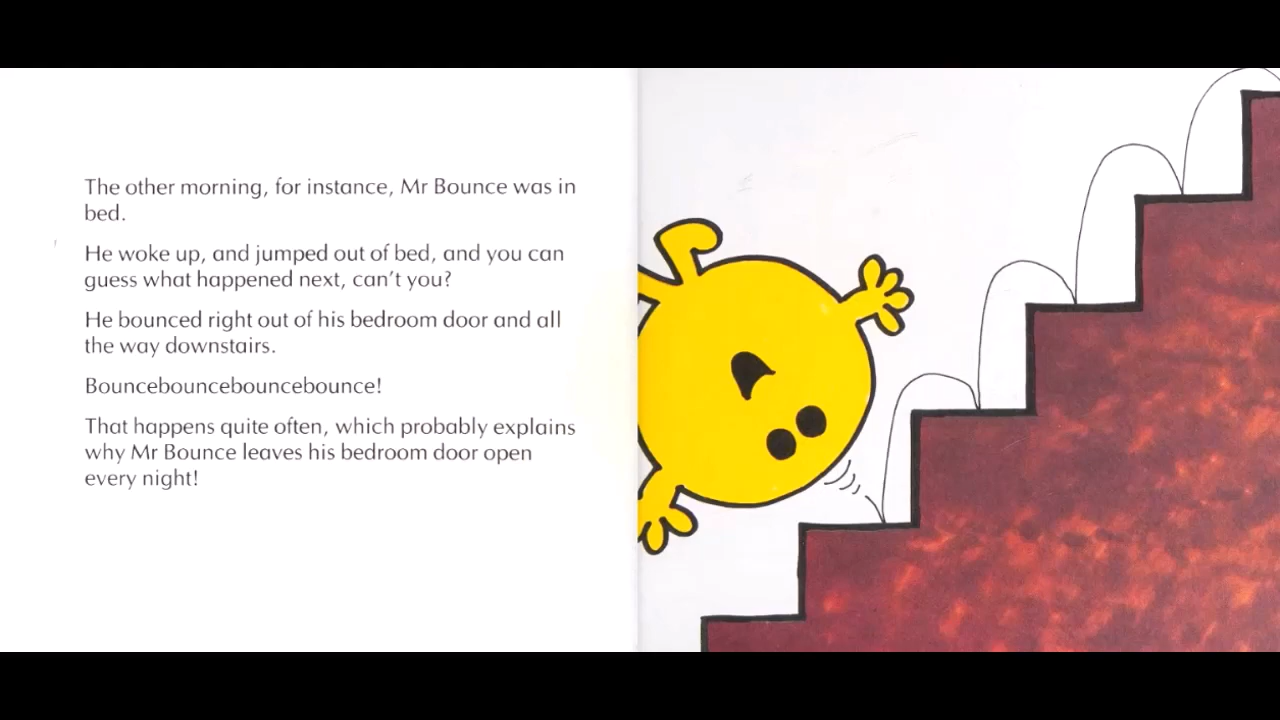 The other morning, for instance, Mr Bounce was in
bed.
He woke up, and jumped out of bed, and you can
guess what happened next, can't you?
He bounced right out of his bedroom door and all
the way downstairs.
Bouncebouncebouncebounce!
That happens quite often, which probably explains
why Mr Bounce leaves his bedroom door open
every night!